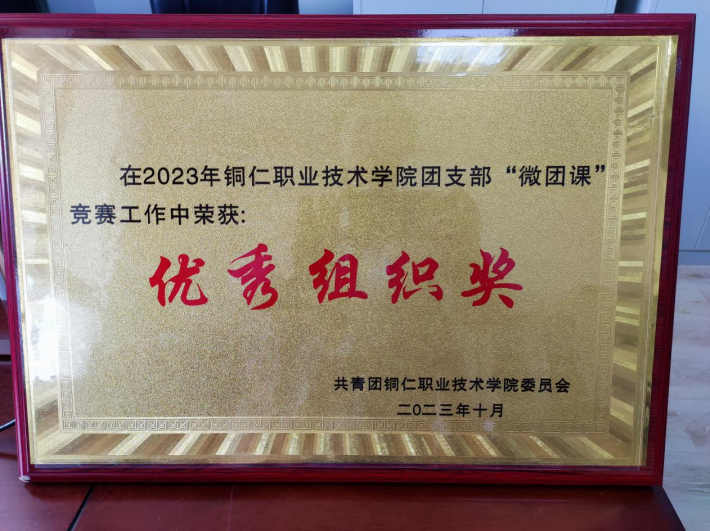 在2023年铜仁职业技术学院团支部“微团课”
竞赛工作中荣获:
优秀组织奖
共青团铜仁职业技术学院委员会
二〇二三年十月